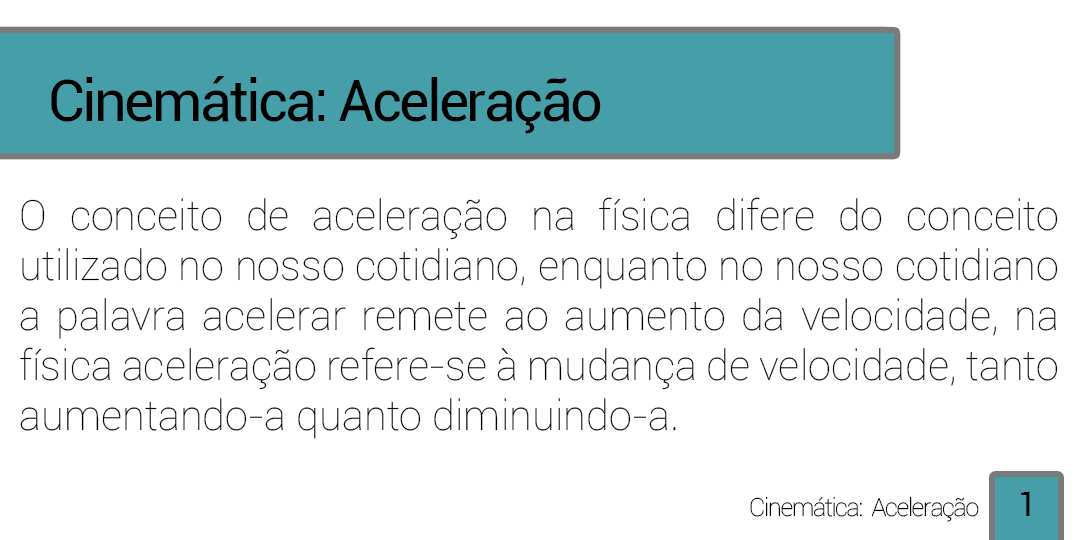 Cinemática: Aceleração
O conceito de aceleração na física difere do conceito
utilizado no nosso cotidiano, enquanto no nosso cotidiano
a palavra acelerar remete ao aumento da velocidade, na
física aceleração refere-se à mudança de velocidade, tanto
aumentando-a quanto diminuindo-a.
Cinemática: Aceleração 1